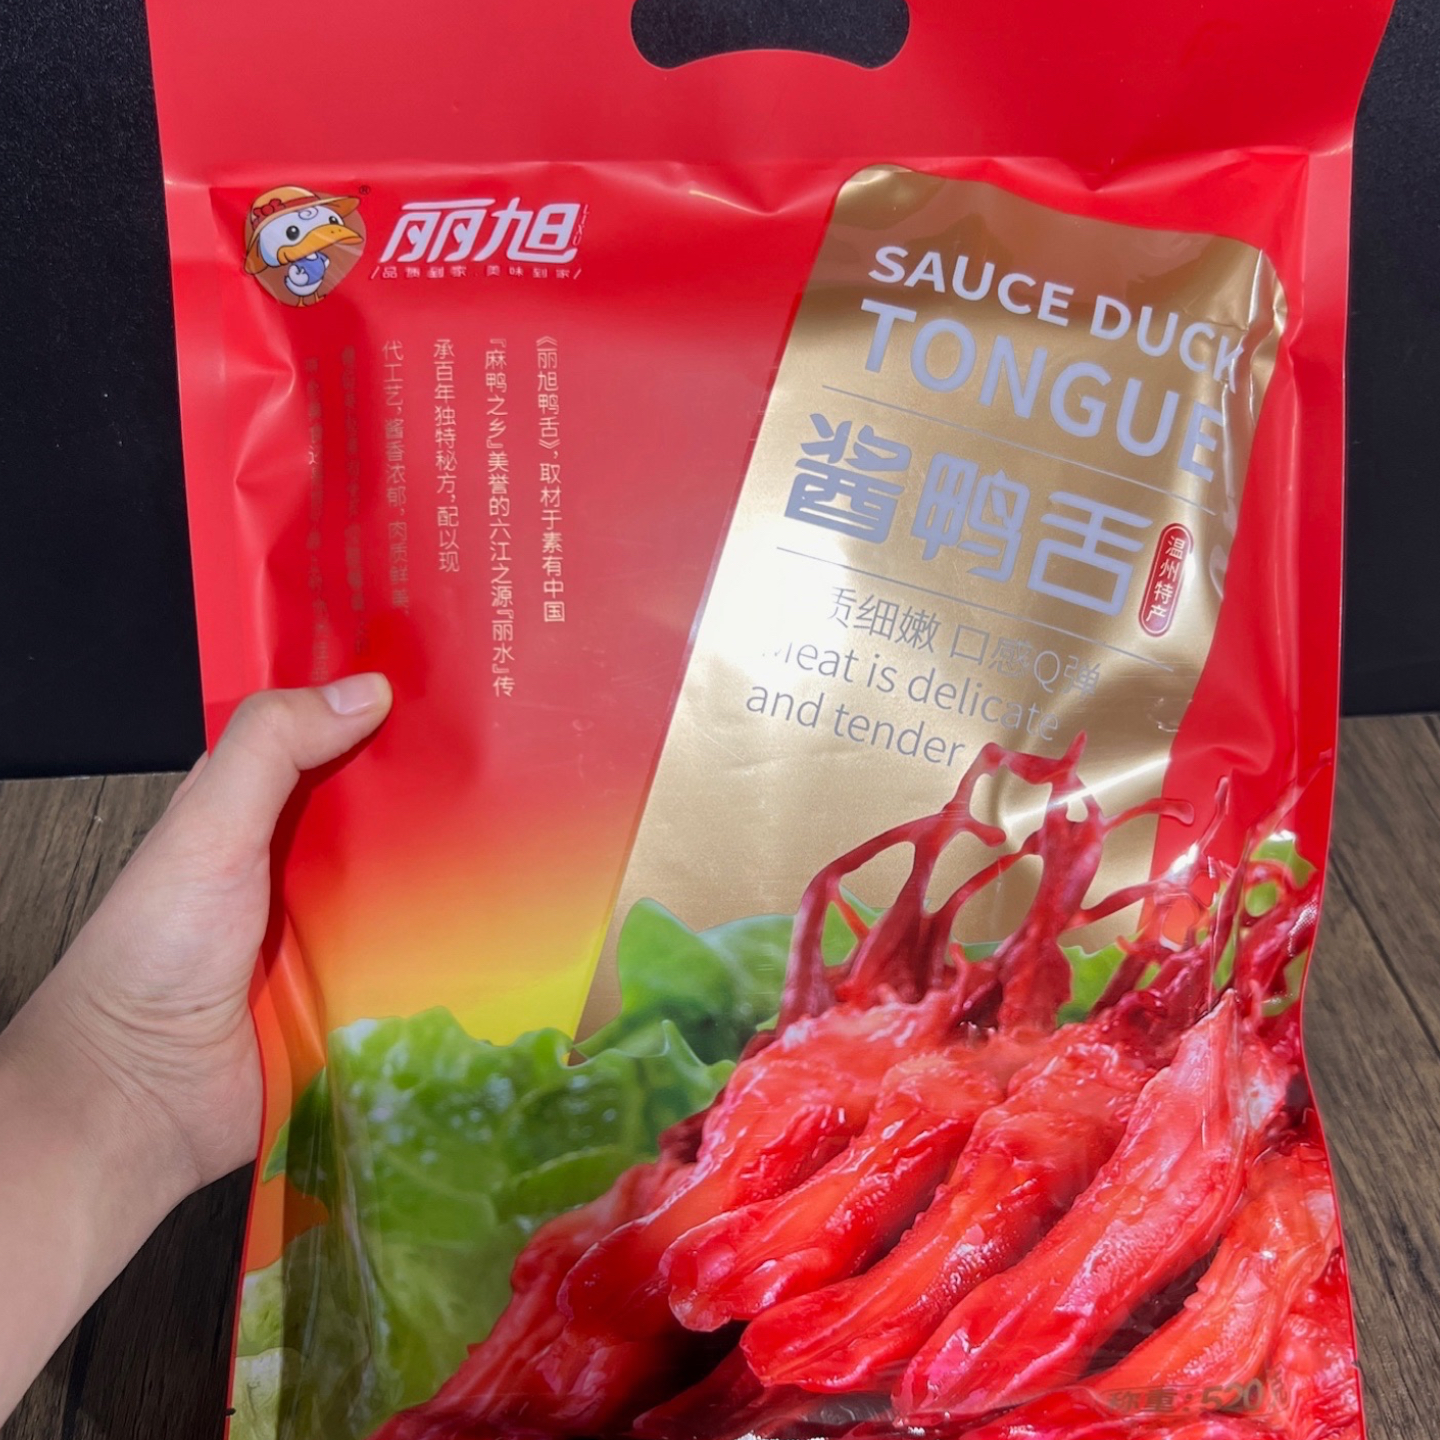 丽旭
LIXU
品质到家 美味到家
《丽旭鸭舌》,取材于素有中国
『麻鸭之乡』美誉的六江之源『丽水』传
承百年独特秘方,配以现
代工艺,酱香浓郁,肉质鲜美,
SAUCE DUCK
TONGUE
酱鸭舌
温州特产
质细嫩 口感Q弹
Meat is delicate
and tender
称重:520